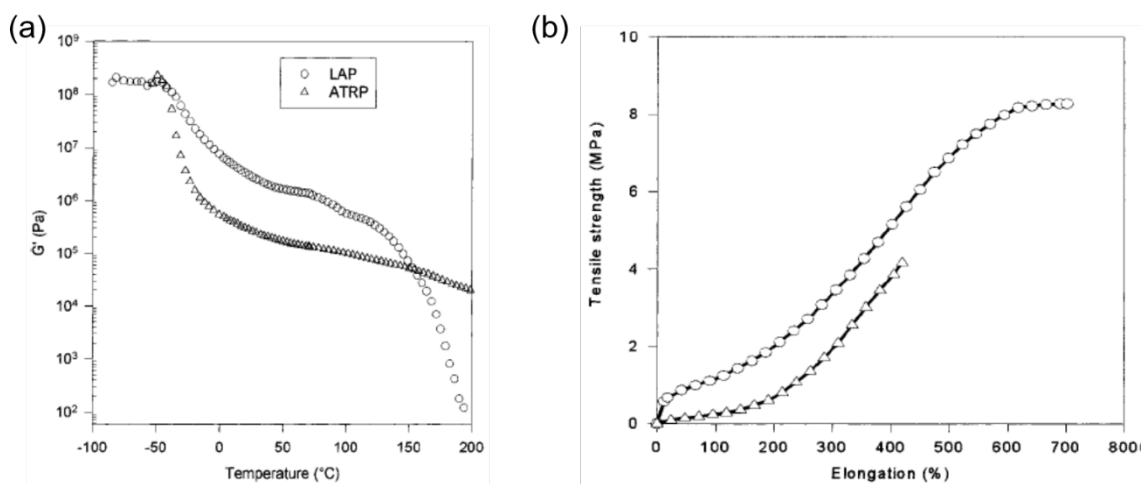 (a)
10⁹
10⁸
10⁷
10⁶
10⁵
10⁴
10³
10²
G' (Pa)
LAP
ATRP
-100 -50 0 50 100 150 200
Temperature (°C)
(b)
10
8
6
4
2
0
Tensile strength (MPa)
0 100 200 300 400 500 600 700 800
Elongation (%)